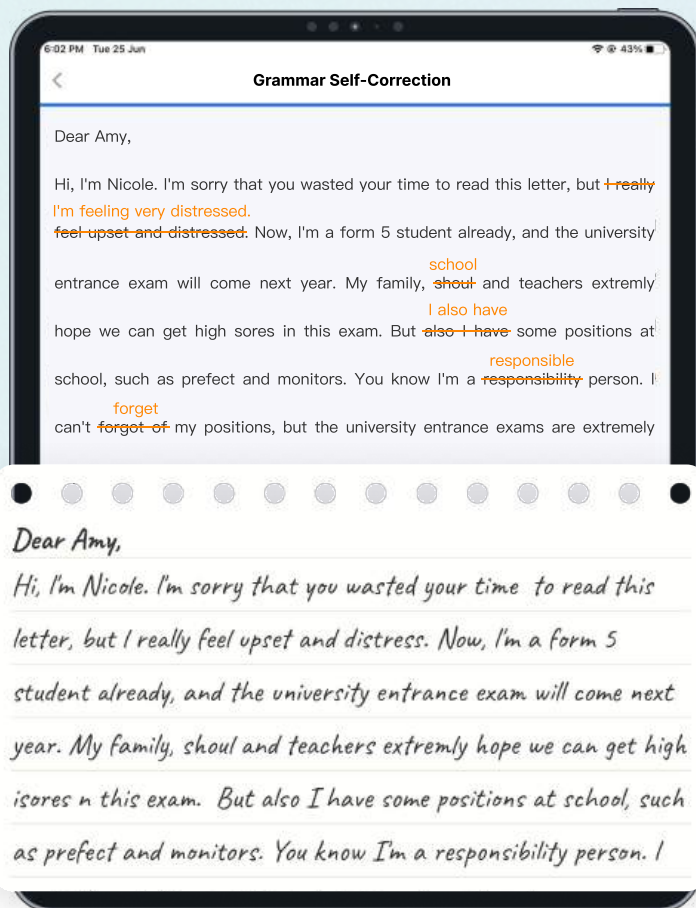 6:02 PM Tue 25 Jun
43%
Grammar Self-Correction
Dear Amy,
Hi, I'm Nicole. I'm sorry that you wasted your time to read this letter, but I really
I'm feeling very distressed.
feel upset and distressed. Now, I'm a form 5 student already, and the university
school
entrance exam will come next year. My family, shoul and teachers extremly
I also have
hope we can get high sores in this exam. But also I have some positions at
responsible
school, such as prefect and monitors. You know I'm a responsibility person. I
forget
can't forgot of my positions, but the university entrance exams are extremely
Dear Amy,
Hi, I'm Nicole. I'm sorry that you wasted your time to read this
letter, but I really feel upset and distress. Now, I'm a form 5
student already, and the university entrance exam will come next
year. My family, shoul and teachers extremly hope we can get high
isores n this exam. But also I have some positions at school, such
as prefect and monitors. You know I'm a responsibility person. I